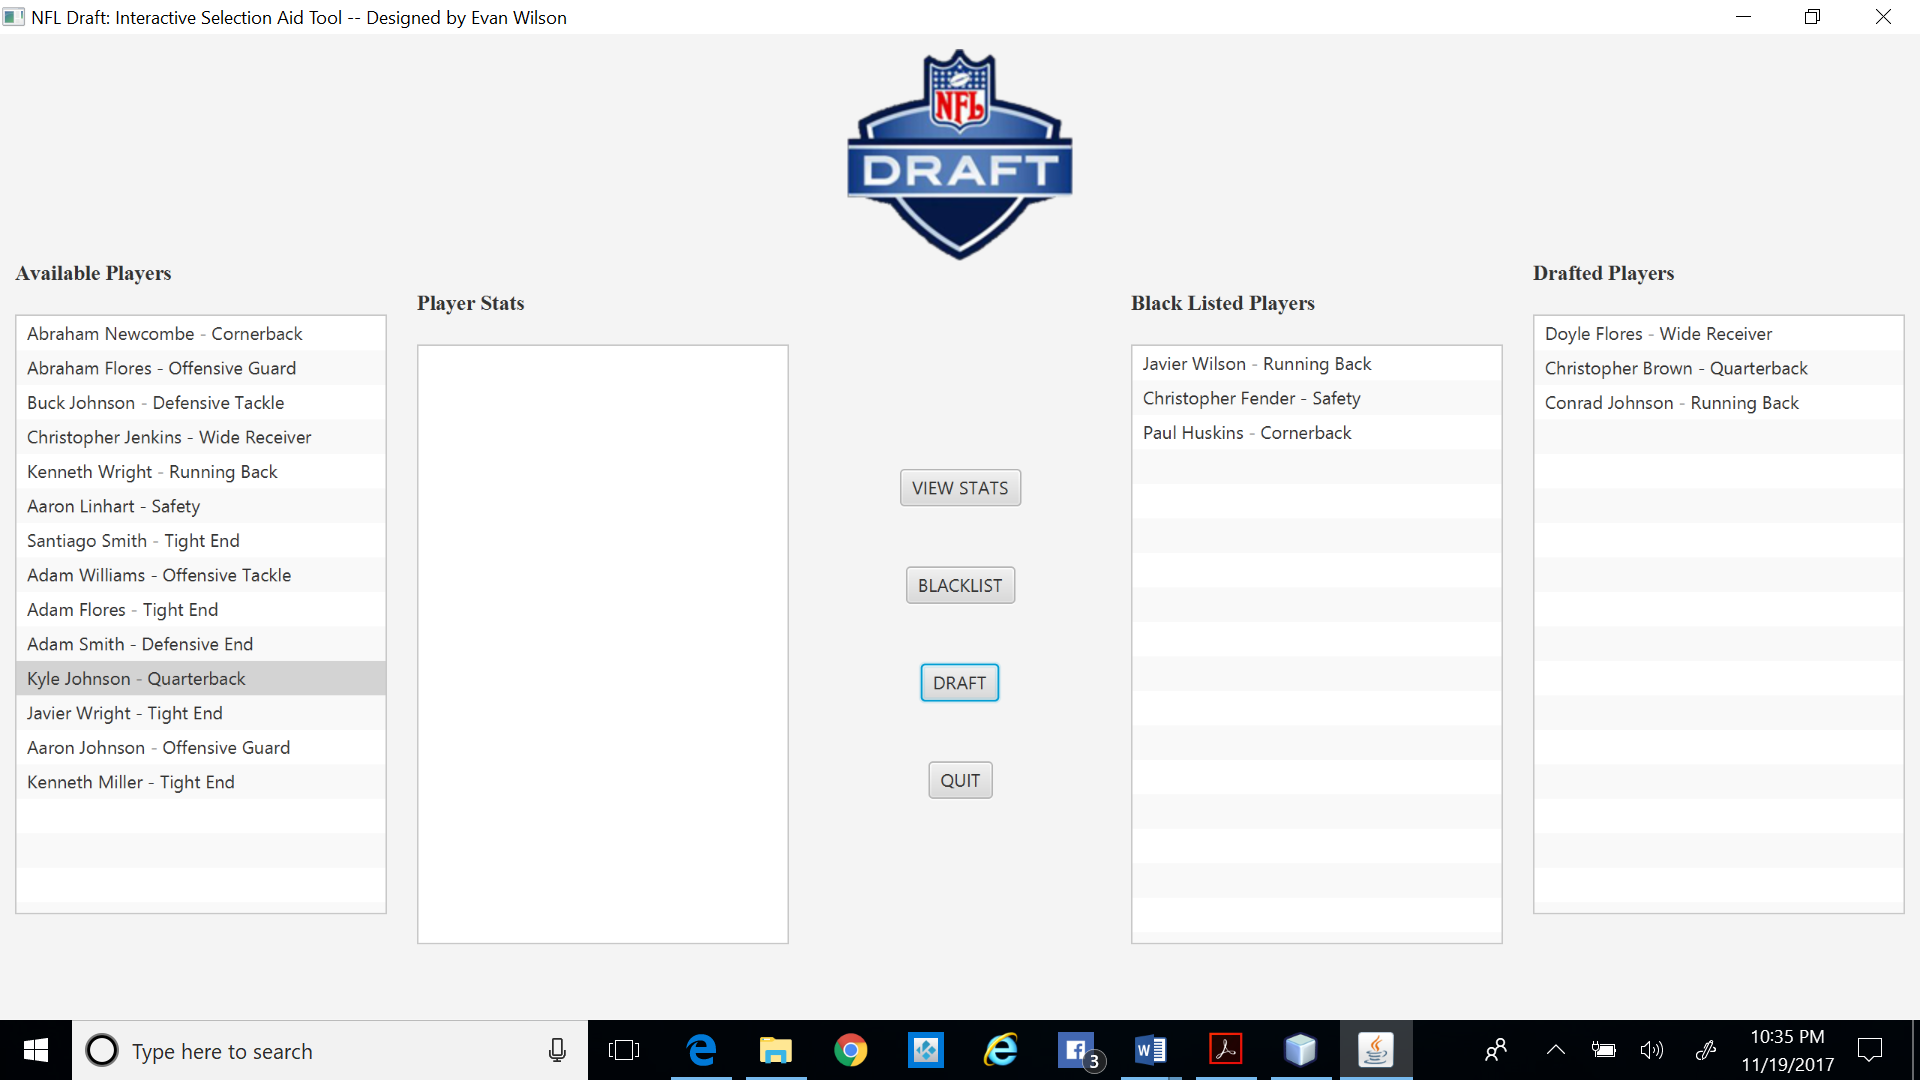 NFL Draft: Interactive Selection Aid Tool -- Designed by Evan Wilson
NFL
DRAFT
Available Players
Abraham Newcombe - Cornerback
Abraham Flores - Offensive Guard
Buck Johnson - Defensive Tackle
Christopher Jenkins - Wide Receiver
Kenneth Wright - Running Back
Aaron Linhart - Safety
Santiago Smith - Tight End
Adam Williams - Offensive Tackle
Adam Flores - Tight End
Adam Smith - Defensive End
Kyle Johnson - Quarterback
Javier Wright - Tight End
Aaron Johnson - Offensive Guard
Kenneth Miller - Tight End
Player Stats
VIEW STATS
BLACKLIST
DRAFT
QUIT
Black Listed Players
Javier Wilson - Running Back
Christopher Fender - Safety
Paul Huskins - Cornerback
Drafted Players
Doyle Flores - Wide Receiver
Christopher Brown - Quarterback
Conrad Johnson - Running Back
Type here to search
3
10:35 PM
11/19/2017